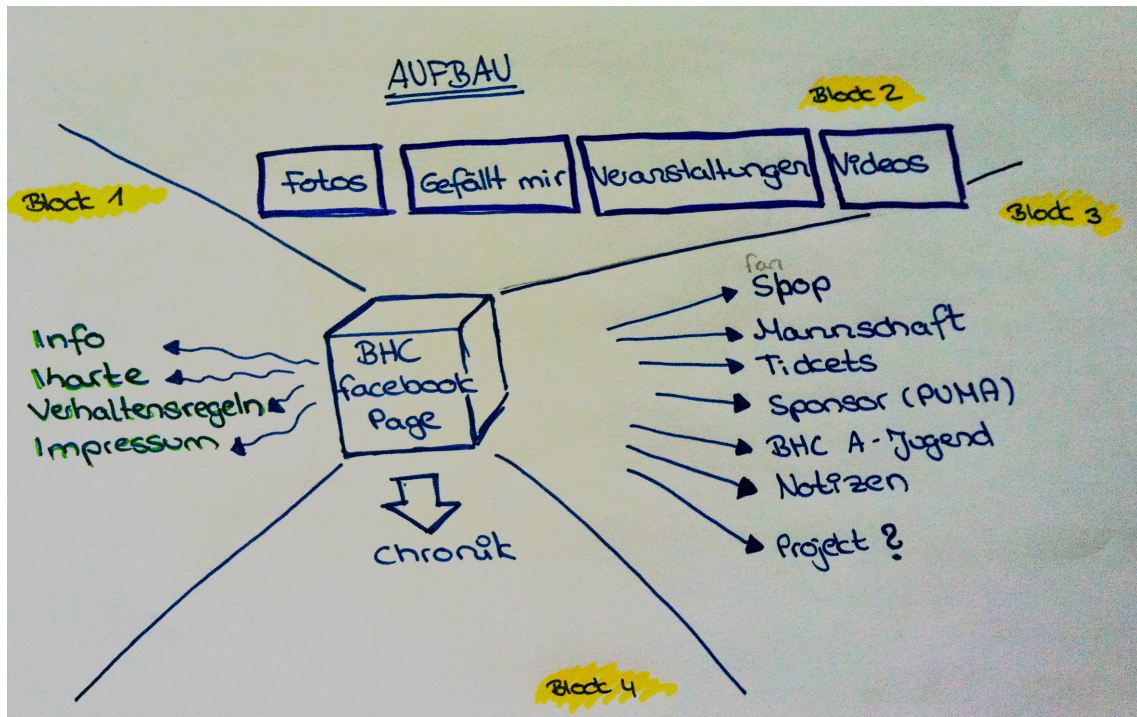 AUFBAU
Block 2
Fotos
Gefällt mir
Veranstaltungen
Videos
Block 1
Block 3
BHC
facebook
Page
Info
Karte
Verhaltensregeln
Impressum
fan
Shop
Mannschaft
Tickets
Sponsor (PUMA)
BHC A-Jugend
Notizen
Projekt ?
chronik
Block 4